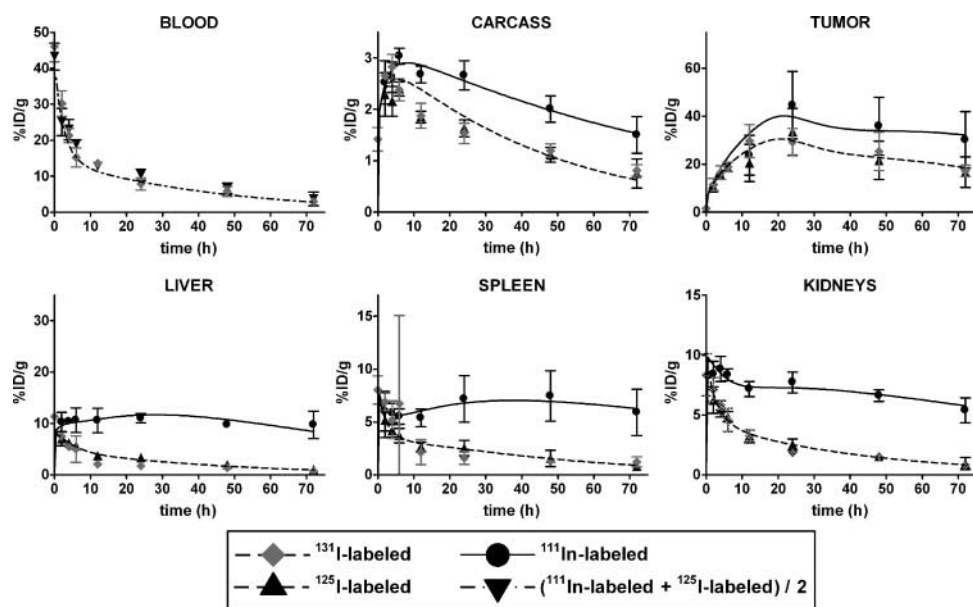 BLOOD
50
40
30
20
10
0
%ID/g
0 10 20 30 40 50 60 70
time (h)
CARCASS
3
2
1
0
%ID/g
0 10 20 30 40 50 60 70
time (h)
TUMOR
60
40
20
0
%ID/g
0 10 20 30 40 50 60 70
time (h)
LIVER
30
20
10
0
%ID/g
0 10 20 30 40 50 60 70
time (h)
SPLEEN
15
10
5
0
%ID/g
0 10 20 30 40 50 60 70
time (h)
KIDNEYS
15
10
5
0
%ID/g
0 10 20 30 40 50 60 70
time (h)
¹³¹I-labeled
¹¹¹In-labeled
¹²⁵I-labeled
(¹¹¹In-labeled + ¹²⁵I-labeled) / 2